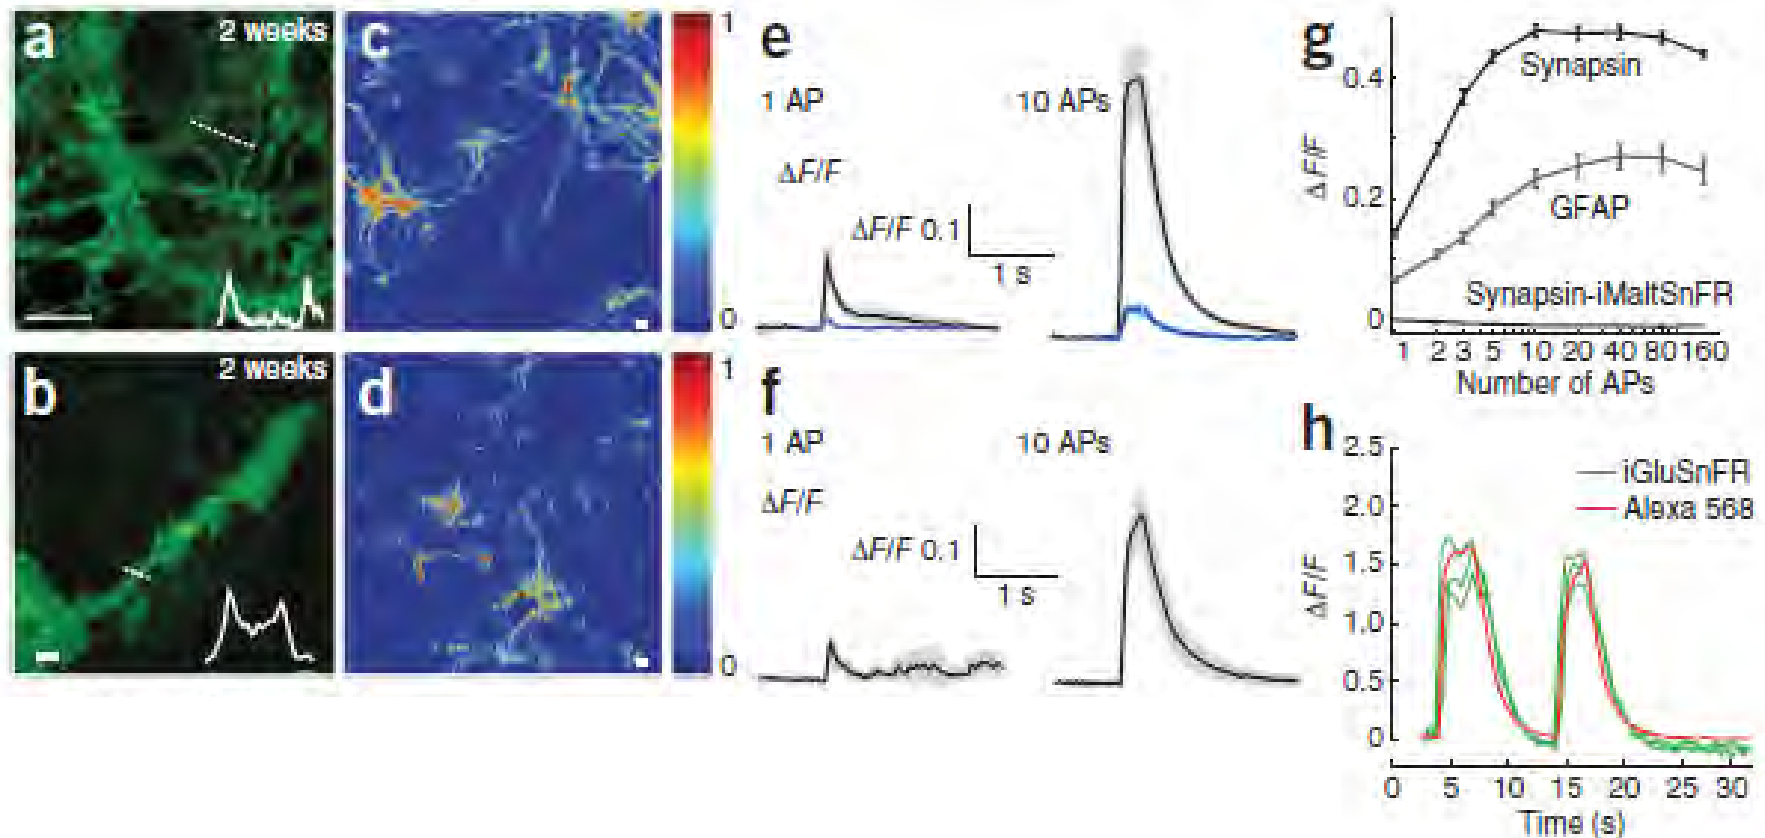 a
2 weeks
c
1
0
e
1 AP
ΔF/F
ΔF/F 0.1
1 s
10 APs
g
0.4
0.2
0
ΔF/F
Synapsin
GFAP
Synapsin-iMaltSnFR
1 2 3 5 10 20 40 80 160
Number of APs
b
2 weeks
d
1
0
f
1 AP
ΔF/F
ΔF/F 0.1
1 s
10 APs
h
2.5
2.0
1.5
1.0
0.5
0
ΔF/F
iGluSnFR
Alexa 568
0 5 10 15 20 25 30
Time (s)